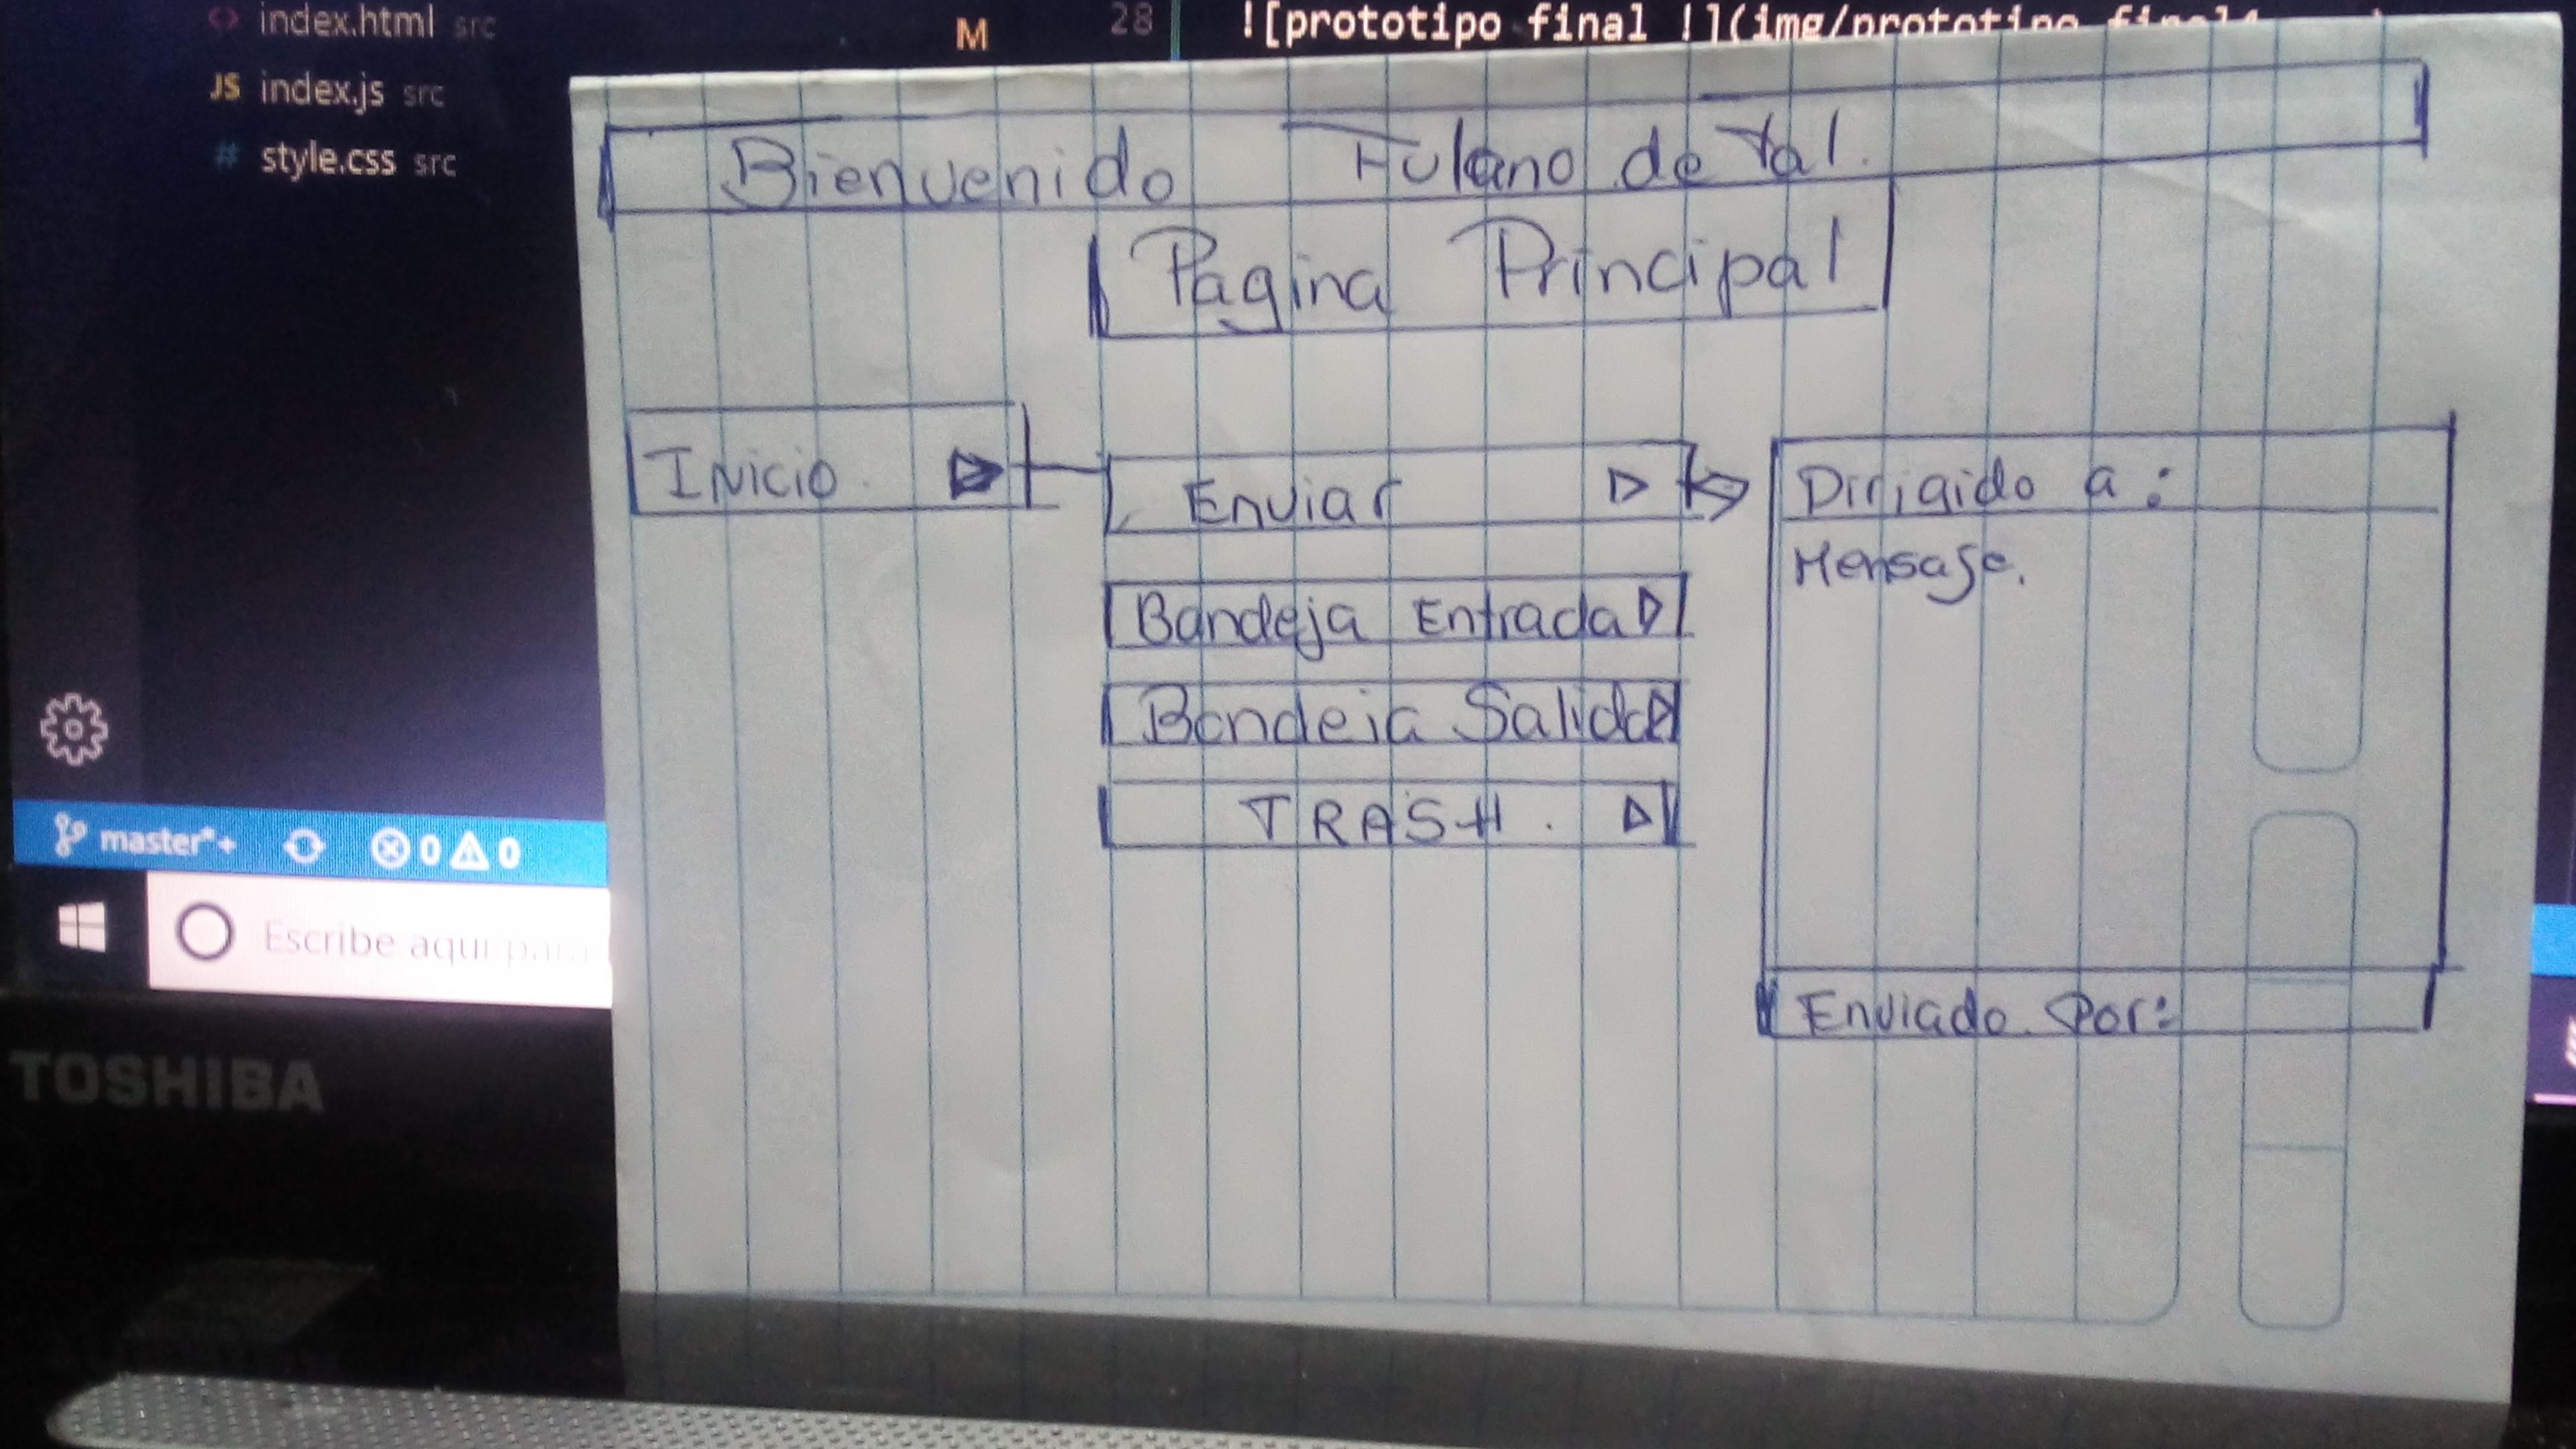 index.html src
M
28
![prototipo final !](img/prototipo final4
JS index.js src
# style.css src
Bienvenido Fulano de tal.
Pagina Principal
Inicio.
Enviar
Bandeja Entrada
Bandeja Salida
TRASH.
Dirigido a:
Mensaje.
Enviado Por:
master*+ 0 0
Escribe aquí para
TOSHIBA